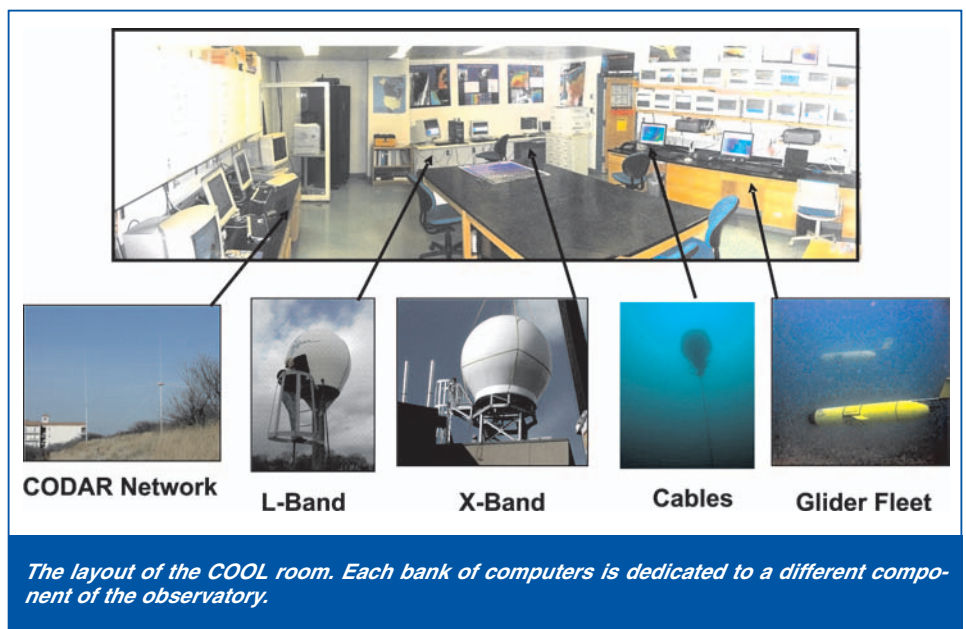 CODAR Network
L-Band
X-Band
Cables
Glider Fleet
The layout of the COOL room. Each bank of computers is dedicated to a different compo-
nent of the observatory.